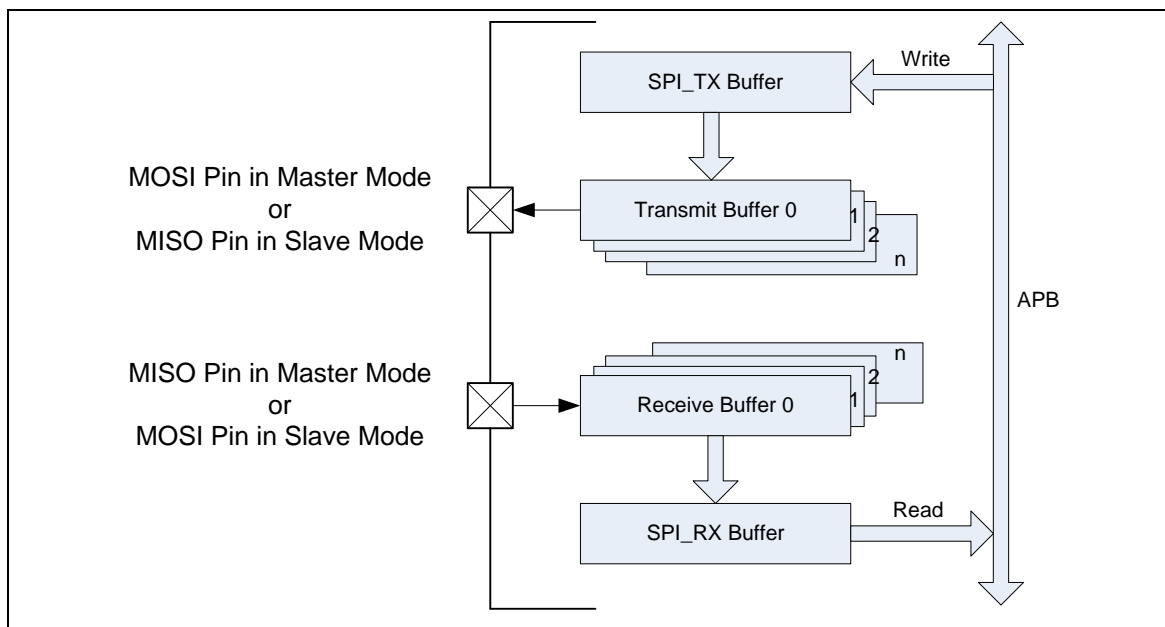 Write
SPI_TX Buffer
MOSI Pin in Master Mode
or
MISO Pin in Slave Mode
Transmit Buffer 0
1
2
n
APB
MISO Pin in Master Mode
or
MOSI Pin in Slave Mode
n
2
1
Receive Buffer 0
SPI_RX Buffer
Read